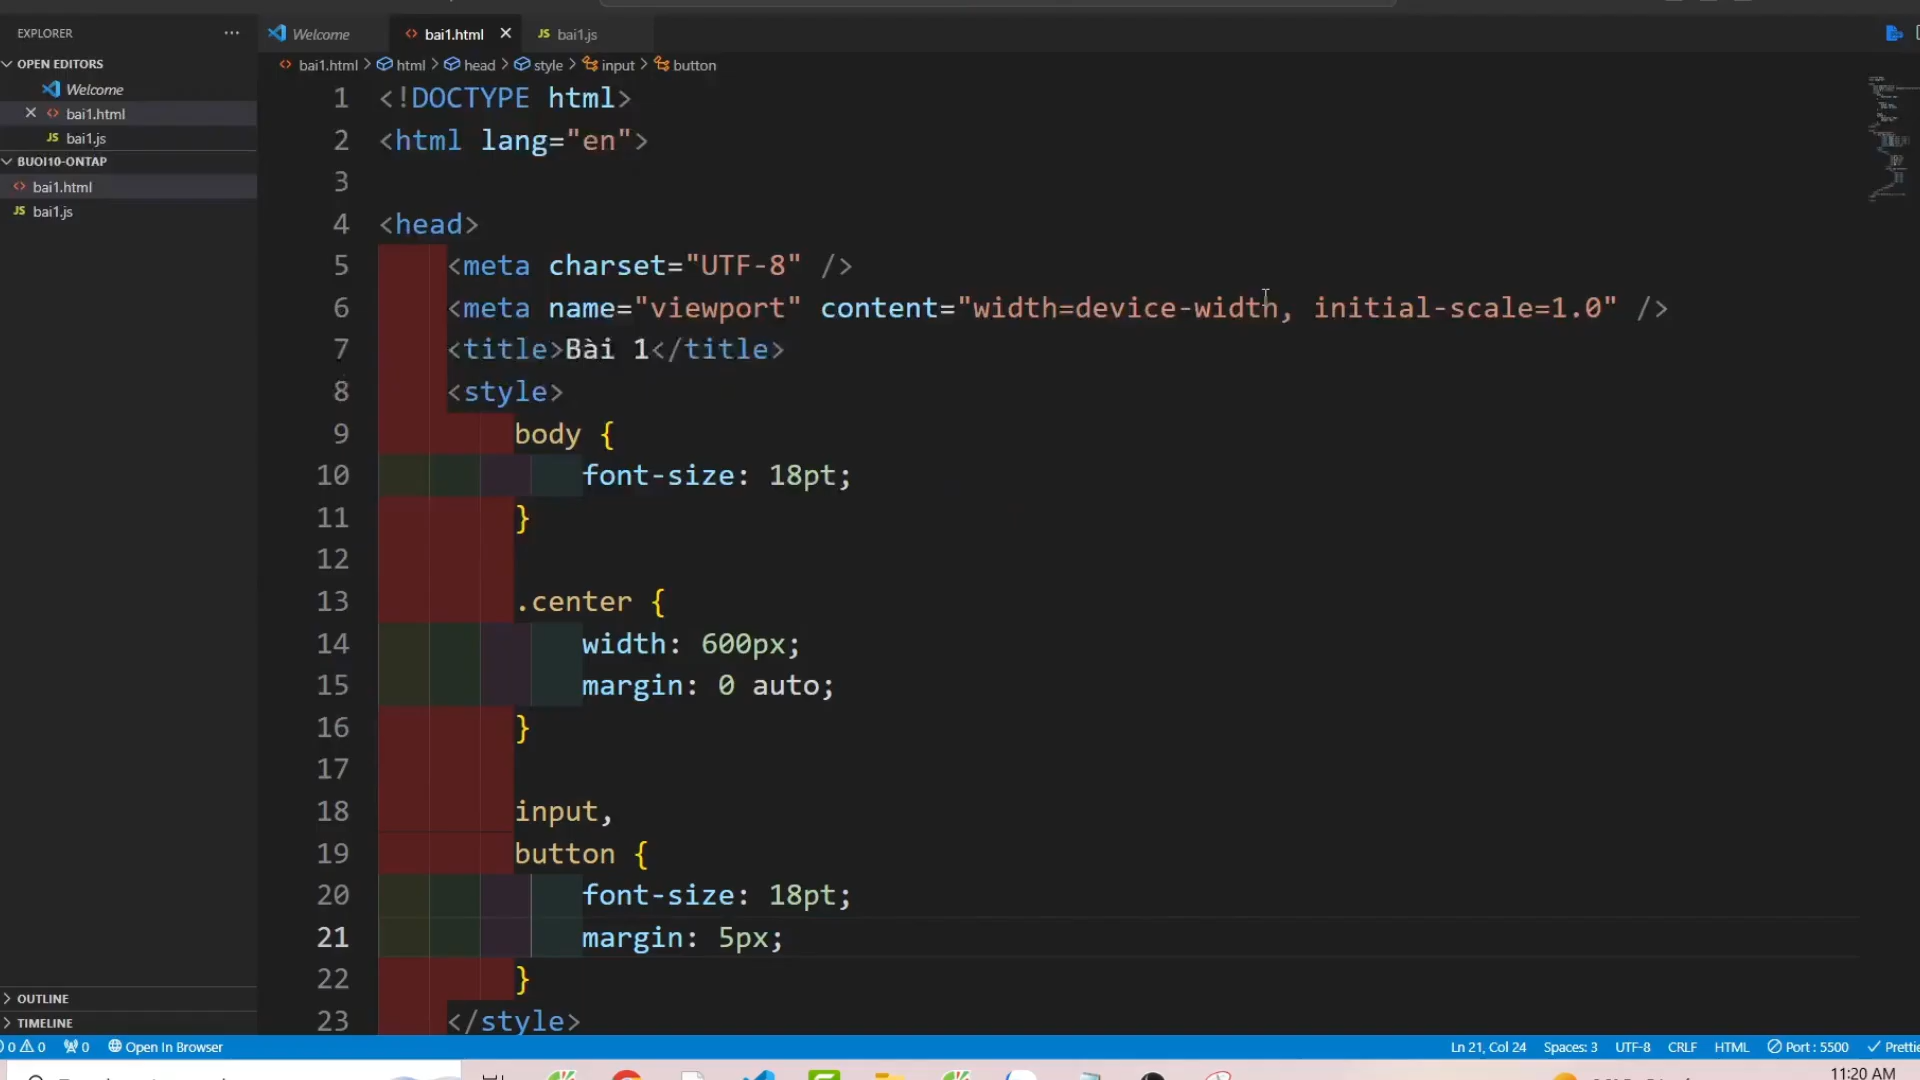 EXPLORER
OPEN EDITORS
Welcome
bai1.html
JS bai1.js
BUOI10-ONTAP
bai1.html
JS bai1.js
OUTLINE
TIMELINE
Welcome
bai1.html
JS bai1.js
bai1.html > html > head > style > input > button
1 <!DOCTYPE html>
2 <html lang="en">
3
4 <head>
5 <meta charset="UTF-8" />
6 <meta name="viewport" content="width=device-width, initial-scale=1.0" />
7 <title>Bài 1</title>
8 <style>
9 body {
10 font-size: 18pt;
11 }
12
13 .center {
14 width: 600px;
15 margin: 0 auto;
16 }
17
18 input,
19 button {
20 font-size: 18pt;
21 margin: 5px;
22 }
23 </style>
0 0 0 Open In Browser Ln 21, Col 24 Spaces: 3 UTF-8 CRLF HTML Port : 5500
11:20 AM